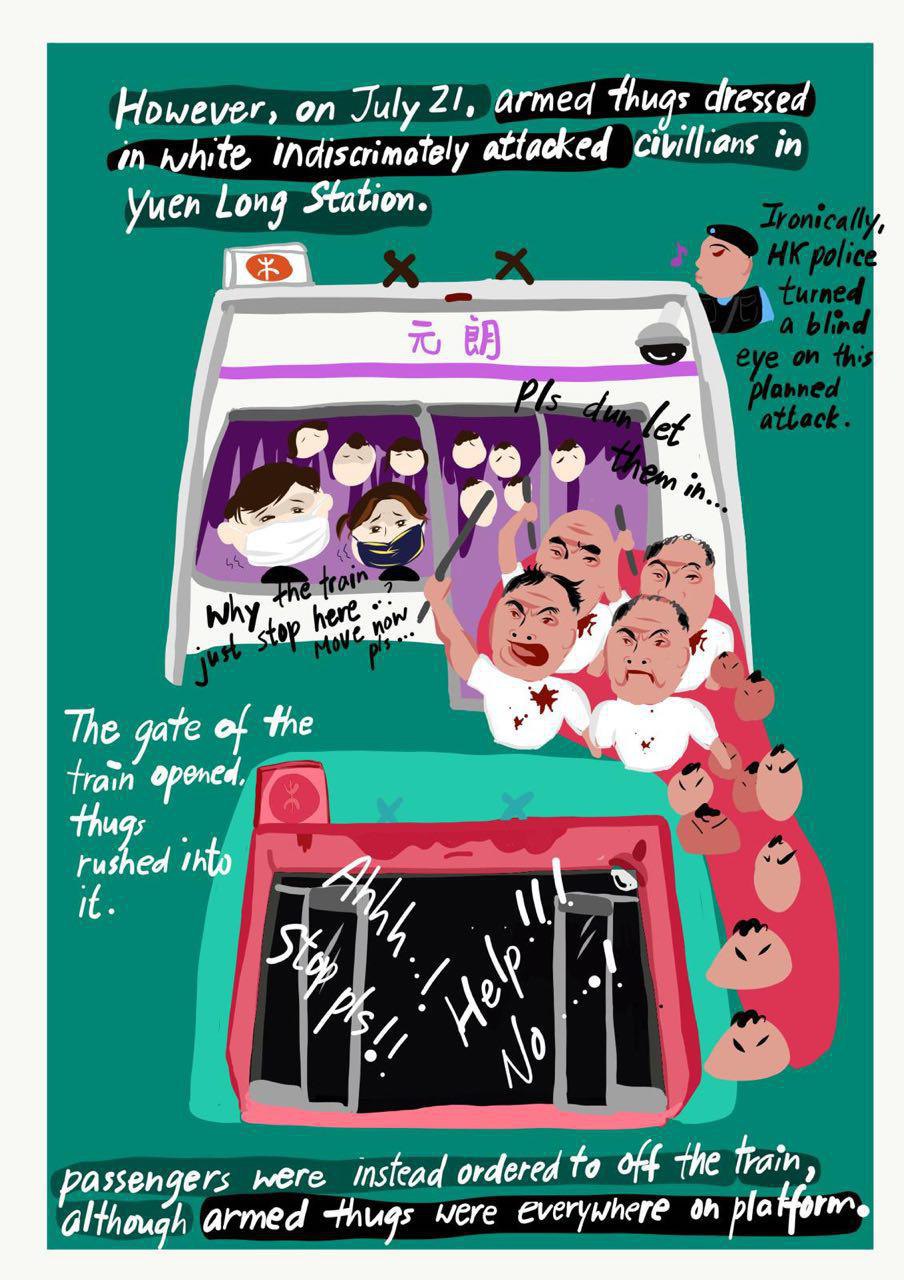 However, on July 21, armed thugs dressed
in white indiscrimately attacked civillians in
Yuen Long Station.
Ironically,
HK police
turned
a blind
eye on this
planned
attack.
元朗
Pls dun let
them in...
Why the train
just stop here...?
Move now
pls...
The gate of the
train opened.
thugs
rushed into
it.
Ahhh...!
Stop pls!!
Help!!!
No ....!
passengers were instead ordered to off the train,
although armed thugs were everywhere on platform.